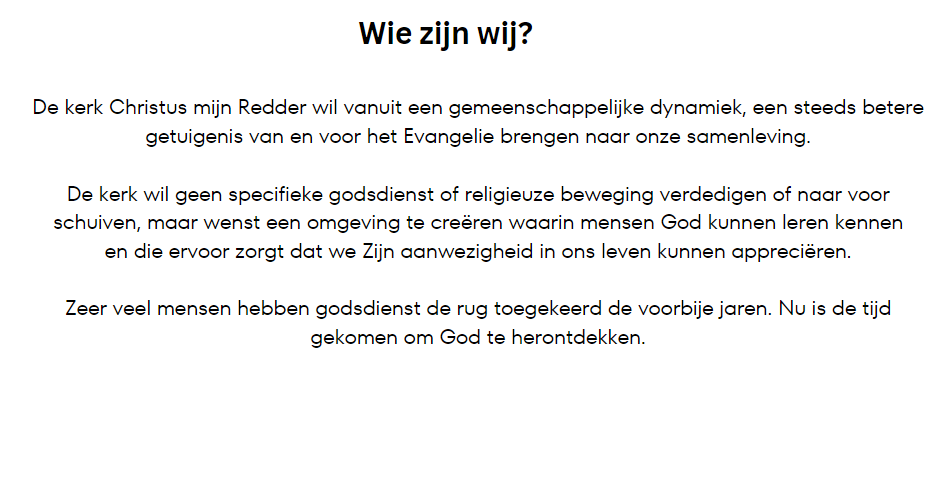 Wie zijn wij?
De kerk Christus mijn Redder wil vanuit een gemeenschappelijke dynamiek, een steeds betere
getuigenis van en voor het Evangelie brengen naar onze samenleving.
De kerk wil geen specifieke godsdienst of religieuze beweging verdedigen of naar voor
schuiven, maar wenst een omgeving te creëren waarin mensen God kunnen leren kennen
en die ervoor zorgt dat we Zijn aanwezigheid in ons leven kunnen appreciëren.
Zeer veel mensen hebben godsdienst de rug toegekeerd de voorbije jaren. Nu is de tijd
gekomen om God te herontdekken.